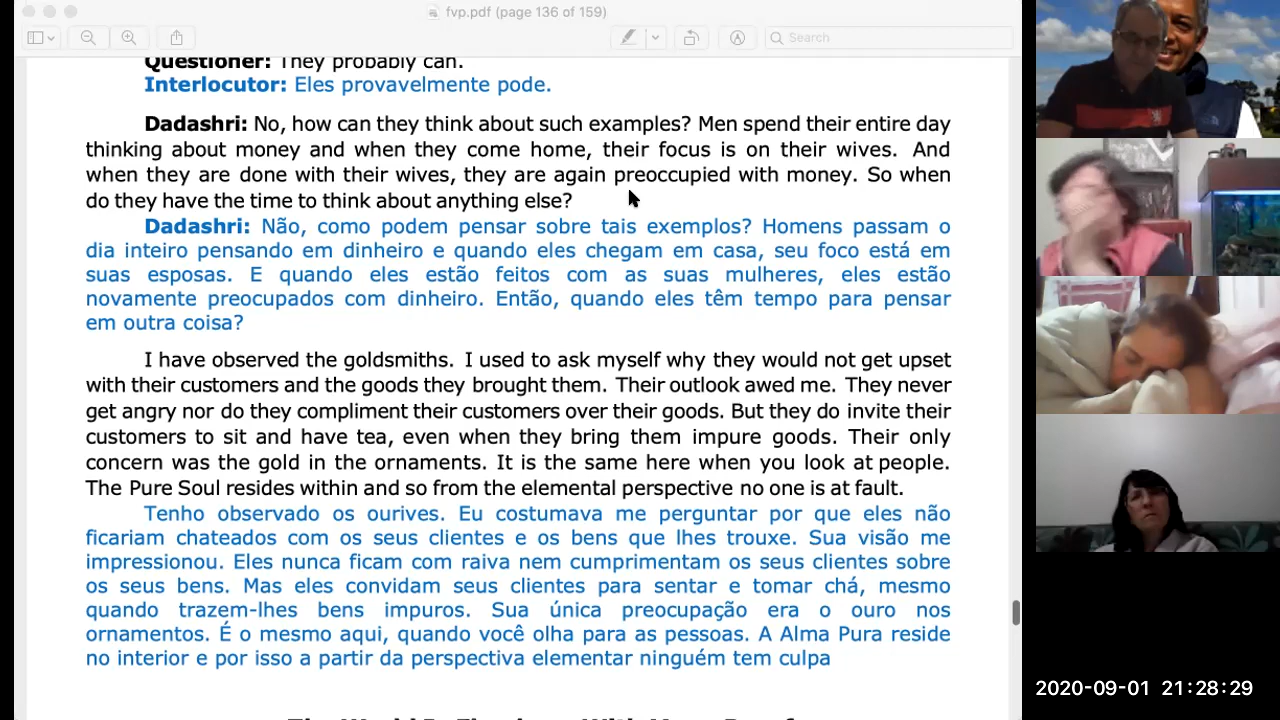 fvp.pdf (page 136 of 159)
Search
Questioner: They probably can.
Interlocutor: Eles provavelmente pode.
Dadashri: No, how can they think about such examples? Men spend their entire day
thinking about money and when they come home, their focus is on their wives. And
when they are done with their wives, they are again preoccupied with money. So when
do they have the time to think about anything else?
Dadashri: Não, como podem pensar sobre tais exemplos? Homens passam o
dia inteiro pensando em dinheiro e quando eles chegam em casa, seu foco está em
suas esposas. E quando eles estão feitos com as suas mulheres, eles estão
novamente preocupados com dinheiro. Então, quando eles têm tempo para pensar
em outra coisa?
I have observed the goldsmiths. I used to ask myself why they would not get upset
with their customers and the goods they brought them. Their outlook awed me. They never
get angry nor do they compliment their customers over their goods. But they do invite their
customers to sit and have tea, even when they bring them impure goods. Their only
concern was the gold in the ornaments. It is the same here when you look at people.
The Pure Soul resides within and so from the elemental perspective no one is at fault.
Tenho observado os ourives. Eu costumava me perguntar por que eles não
ficariam chateados com os seus clientes e os bens que lhes trouxe. Sua visão me
impressionou. Eles nunca ficam com raiva nem cumprimentam os seus clientes sobre
os seus bens. Mas eles convidam seus clientes para sentar e tomar chá, mesmo
quando trazem-lhes bens impuros. Sua única preocupação era o ouro nos
ornamentos. É o mesmo aqui, quando você olha para as pessoas. A Alma Pura reside
no interior e por isso a partir da perspectiva elementar ninguém tem culpa
2020-09-01 21:28:29